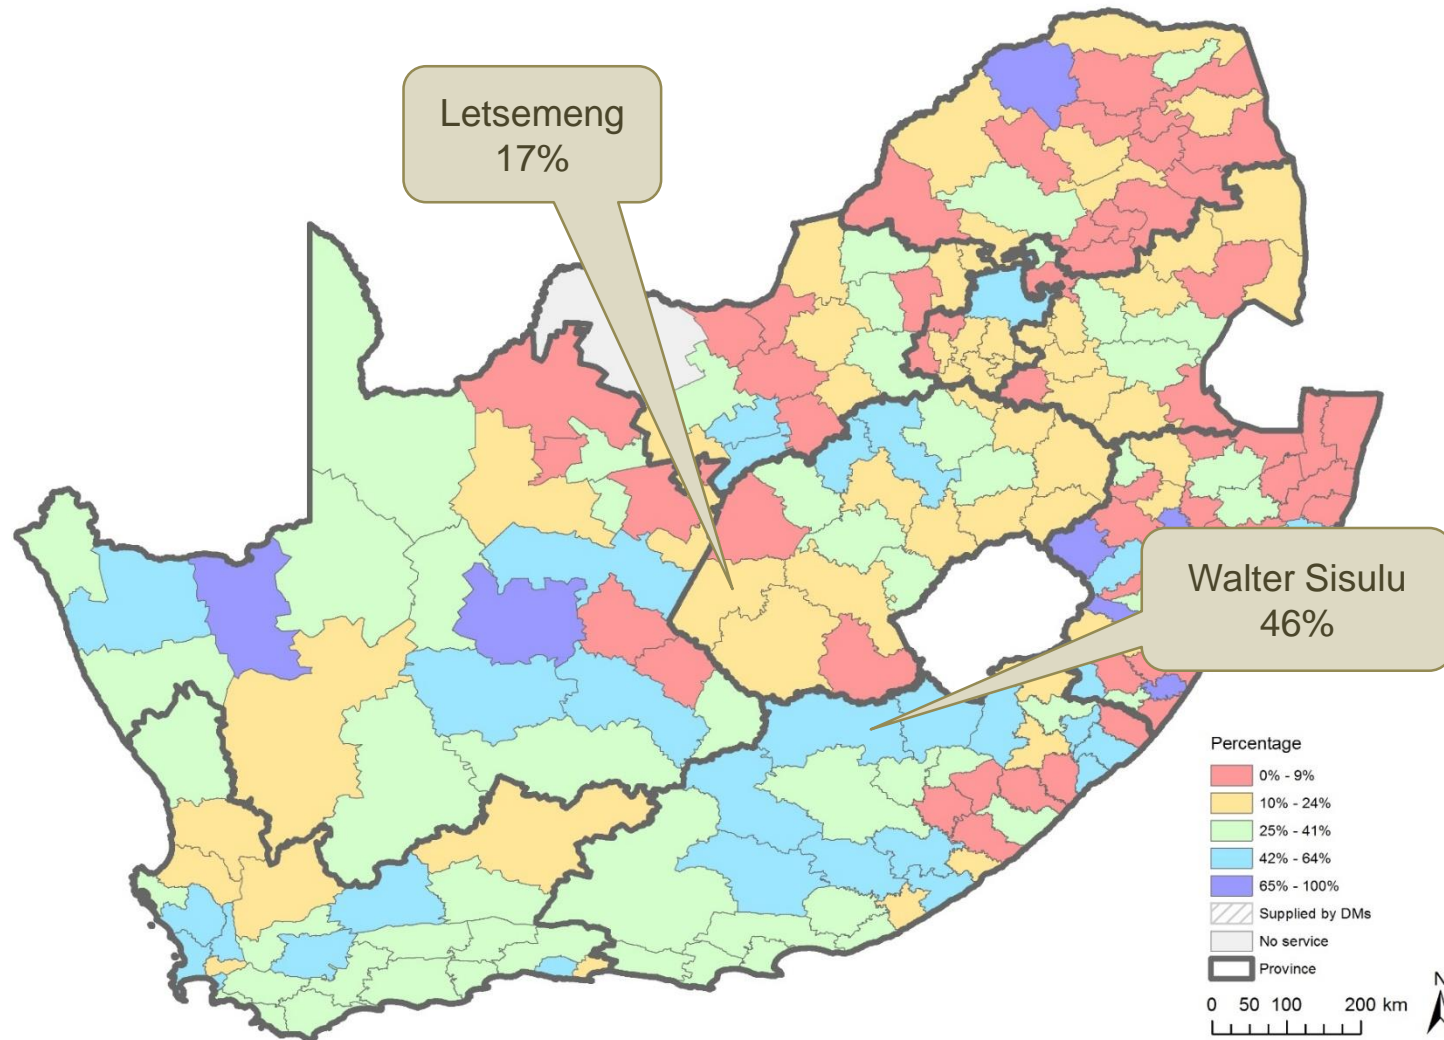 Letsemeng
17%
Walter Sisulu
46%
Percentage
0% - 9%
10% - 24%
25% - 41%
42% - 64%
65% - 100%
Supplied by DMs
No service
Province
0 50 100 200 km
N